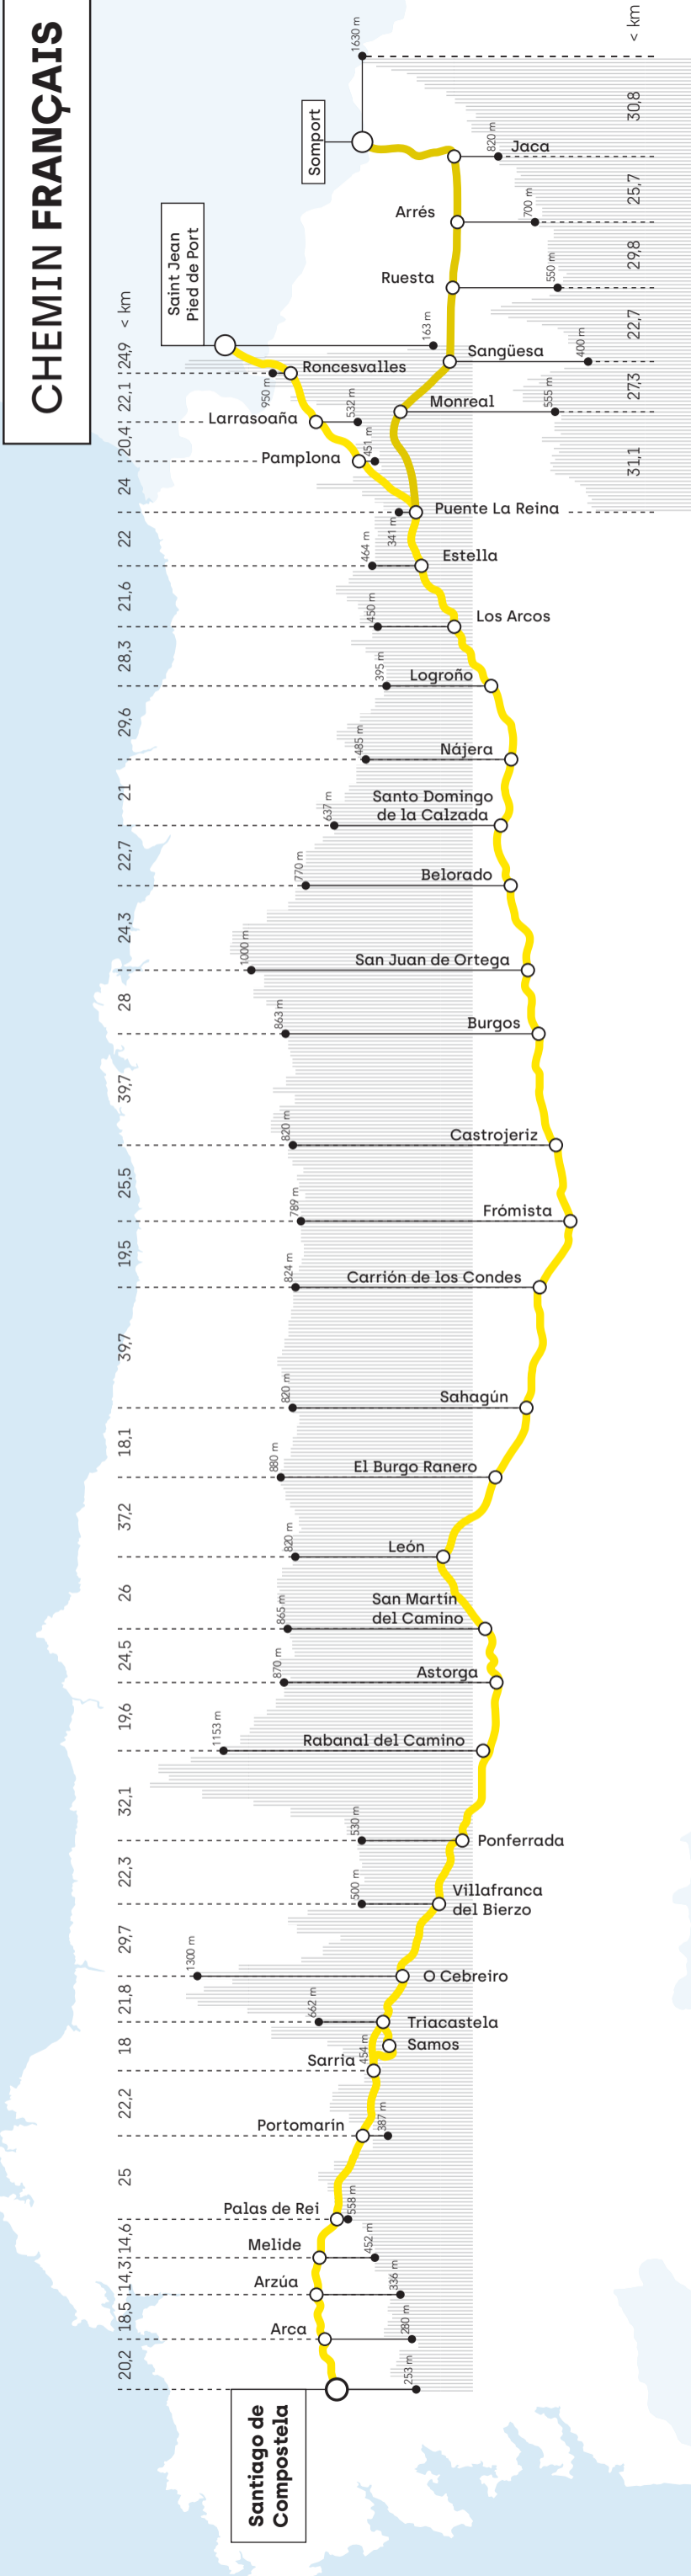 CHEMIN FRANÇAIS
< km
1630 m
30,8
Somport
820 m
Jaca
25,7
700 m
Arrés
29,8
550 m
Ruesta
22,7
Saint Jean
Pied de Port
163 m
Sangüesa
400 m
< km
24,9
950 m
Roncesvalles
27,3
22,1
Monreal
555 m
Larrasoaña
532 m
20,4
31,1
Pamplona
451 m
24
341 m
Puente La Reina
22
464 m
Estella
21,6
450 m
Los Arcos
28,3
395 m
Logroño
29,6
485 m
Nájera
21
637 m
Santo Domingo
de la Calzada
22,7
770 m
Belorado
24,3
1000 m
San Juan de Ortega
28
863 m
Burgos
39,7
820 m
Castrojeriz
25,5
789 m
Frómista
19,5
824 m
Carrión de los Condes
39,7
820 m
Sahagún
18,1
880 m
El Burgo Ranero
37,2
820 m
León
26
865 m
San Martín
del Camino
24,5
870 m
Astorga
19,6
1153 m
Rabanal del Camino
32,1
530 m
Ponferrada
22,3
500 m
Villafranca
del Bierzo
29,7
1300 m
O Cebreiro
21,8
662 m
Triacastela
18
Samos
454 m
Sarria
22,2
387 m
Portomarín
25
558 m
Palas de Rei
14,6
452 m
Melide
14,3
336 m
Arzúa
18,5
280 m
Arca
20,2
253 m
Santiago de
Compostela